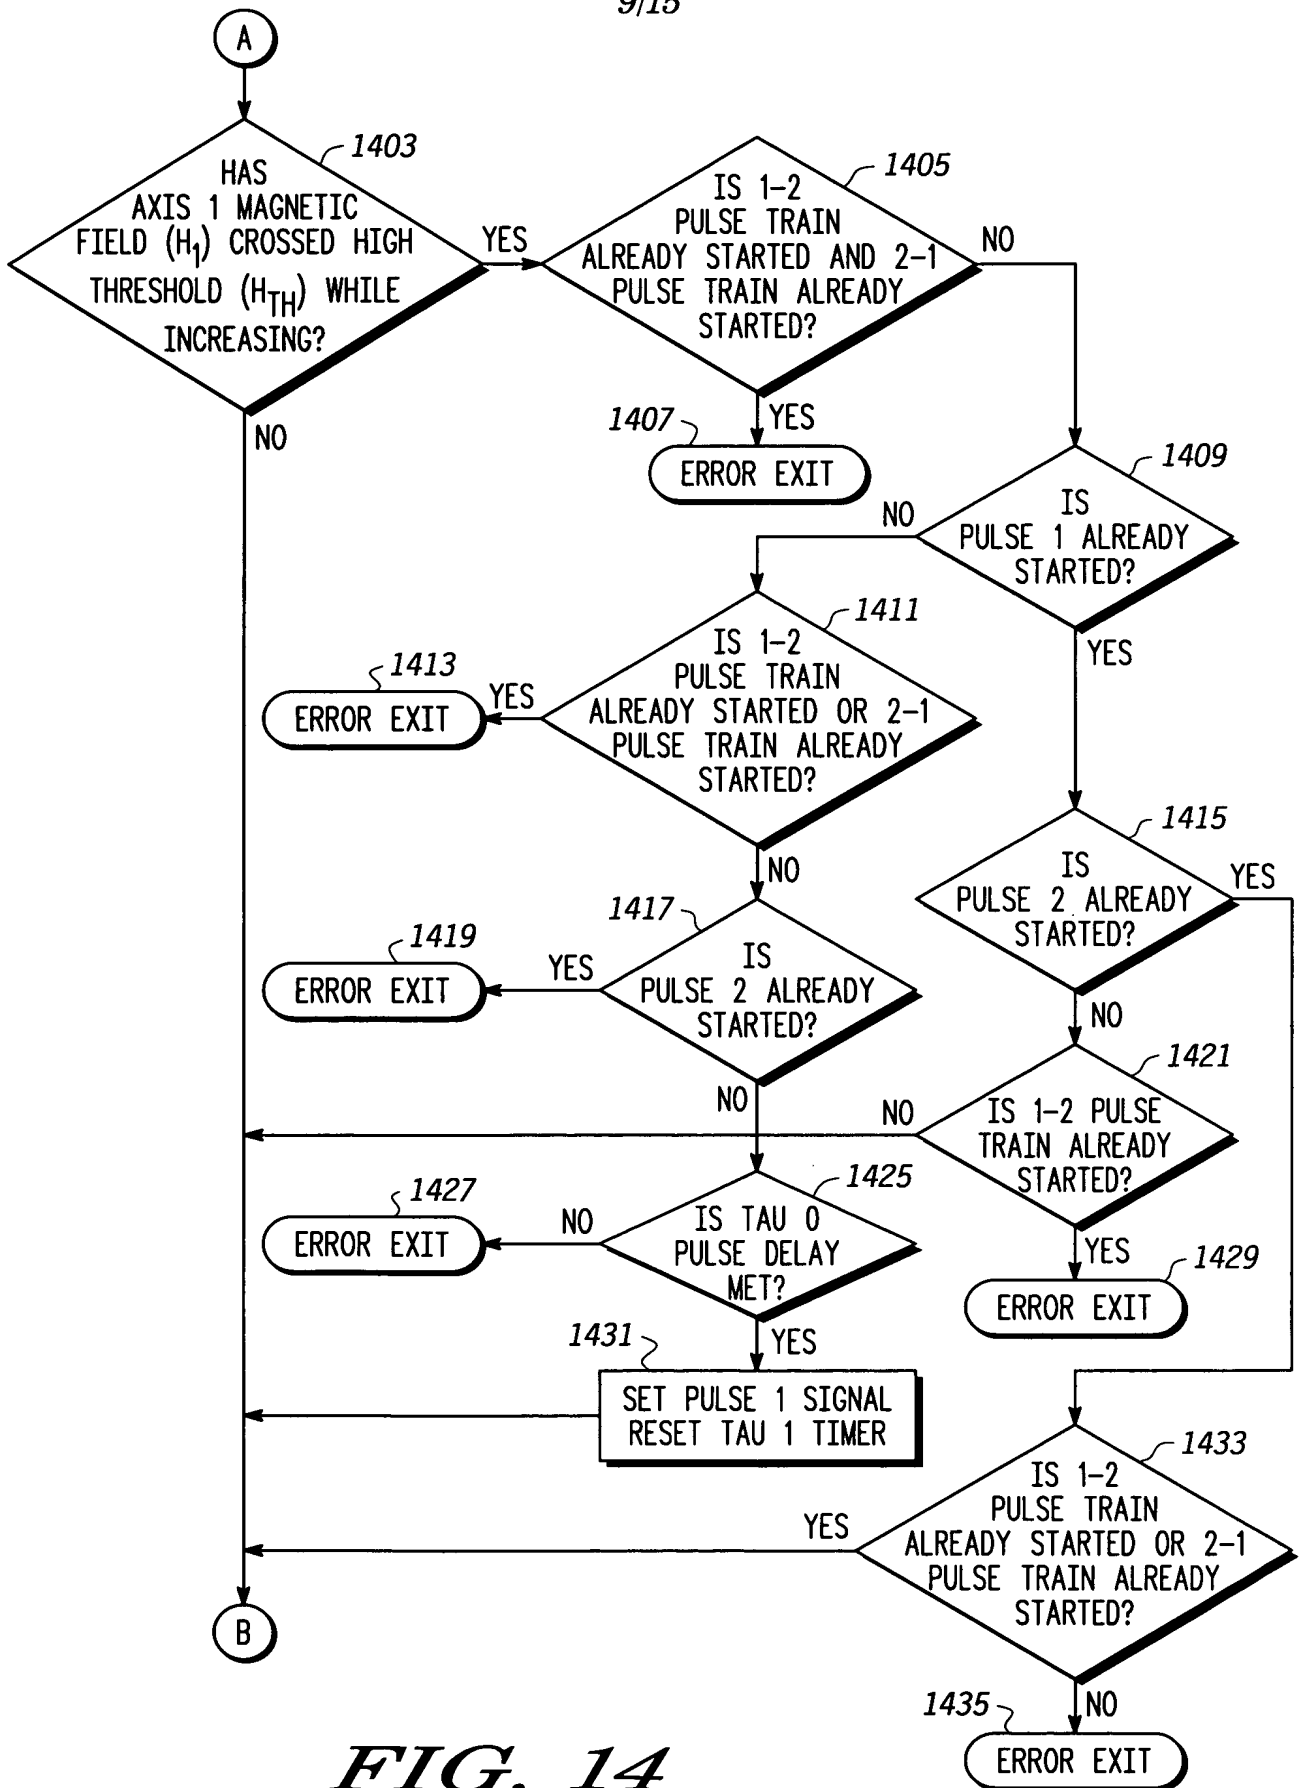 9/15
A
1403
HAS
AXIS 1 MAGNETIC
FIELD (H1) CROSSED HIGH
THRESHOLD (HTH) WHILE
INCREASING?
YES
NO
1405
IS 1-2
PULSE TRAIN
ALREADY STARTED AND 2-1
PULSE TRAIN ALREADY
STARTED?
NO
YES
1407
ERROR EXIT
1409
IS
PULSE 1 ALREADY
STARTED?
NO
YES
1411
IS 1-2
PULSE TRAIN
ALREADY STARTED OR 2-1
PULSE TRAIN ALREADY
STARTED?
YES
1413
ERROR EXIT
NO
1415
IS
PULSE 2 ALREADY
STARTED?
YES
NO
1417
IS
PULSE 2 ALREADY
STARTED?
YES
1419
ERROR EXIT
NO
1421
IS 1-2 PULSE
TRAIN ALREADY
STARTED?
NO
YES
1425
IS TAU 0
PULSE DELAY
MET?
NO
1427
ERROR EXIT
YES
1429
ERROR EXIT
1431
SET PULSE 1 SIGNAL
RESET TAU 1 TIMER
1433
IS 1-2
PULSE TRAIN
ALREADY STARTED OR 2-1
PULSE TRAIN ALREADY
STARTED?
YES
NO
B
1435
ERROR EXIT
FIG. 14